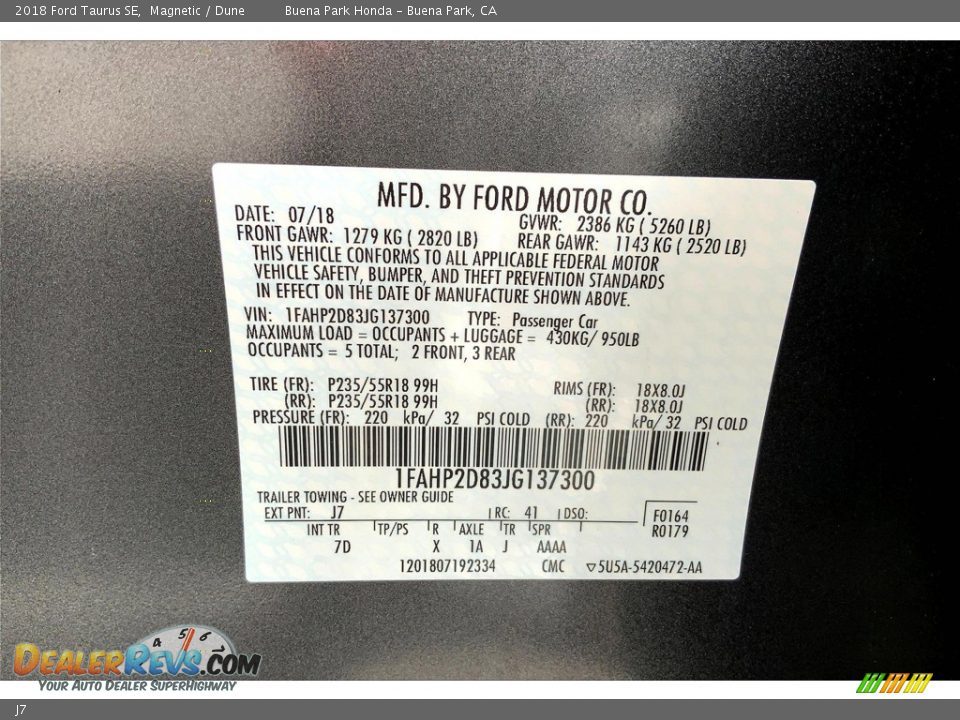 2018 Ford Taurus SE, Magnetic / Dune Buena Park Honda - Buena Park, CA
MFD. BY FORD MOTOR CO.
DATE: 07/18 GVWR: 2386 KG ( 5260 LB)
FRONT GAWR: 1279 KG ( 2820 LB) REAR GAWR: 1143 KG ( 2520 LB)
THIS VEHICLE CONFORMS TO ALL APPLICABLE FEDERAL MOTOR
VEHICLE SAFETY, BUMPER, AND THEFT PREVENTION STANDARDS
IN EFFECT ON THE DATE OF MANUFACTURE SHOWN ABOVE.
VIN: 1FAHP2D83JG137300 TYPE: Passenger Car
MAXIMUM LOAD = OCCUPANTS + LUGGAGE = 430KG/ 950LB
OCCUPANTS = 5 TOTAL; 2 FRONT, 3 REAR
TIRE (FR): P235/55R18 99H RIMS (FR): 18X8.0J
(RR): P235/55R18 99H (RR): 18X8.0J
PRESSURE (FR): 220 kPa/ 32 PSI COLD (RR): 220 kPa/ 32 PSI COLD
1FAHP2D83JG137300
TRAILER TOWING - SEE OWNER GUIDE
EXT PNT: J7 RC: 41 DSO: F0164
INT TR TP/PS R AXLE TR SPR R0179
7D X 1A J AAAA
1201807192334 CMC ▽5U5A-5420472-AA
4 5 6
DEALERREVS.COM
YOUR AUTO DEALER SUPERHIGHWAY
J7